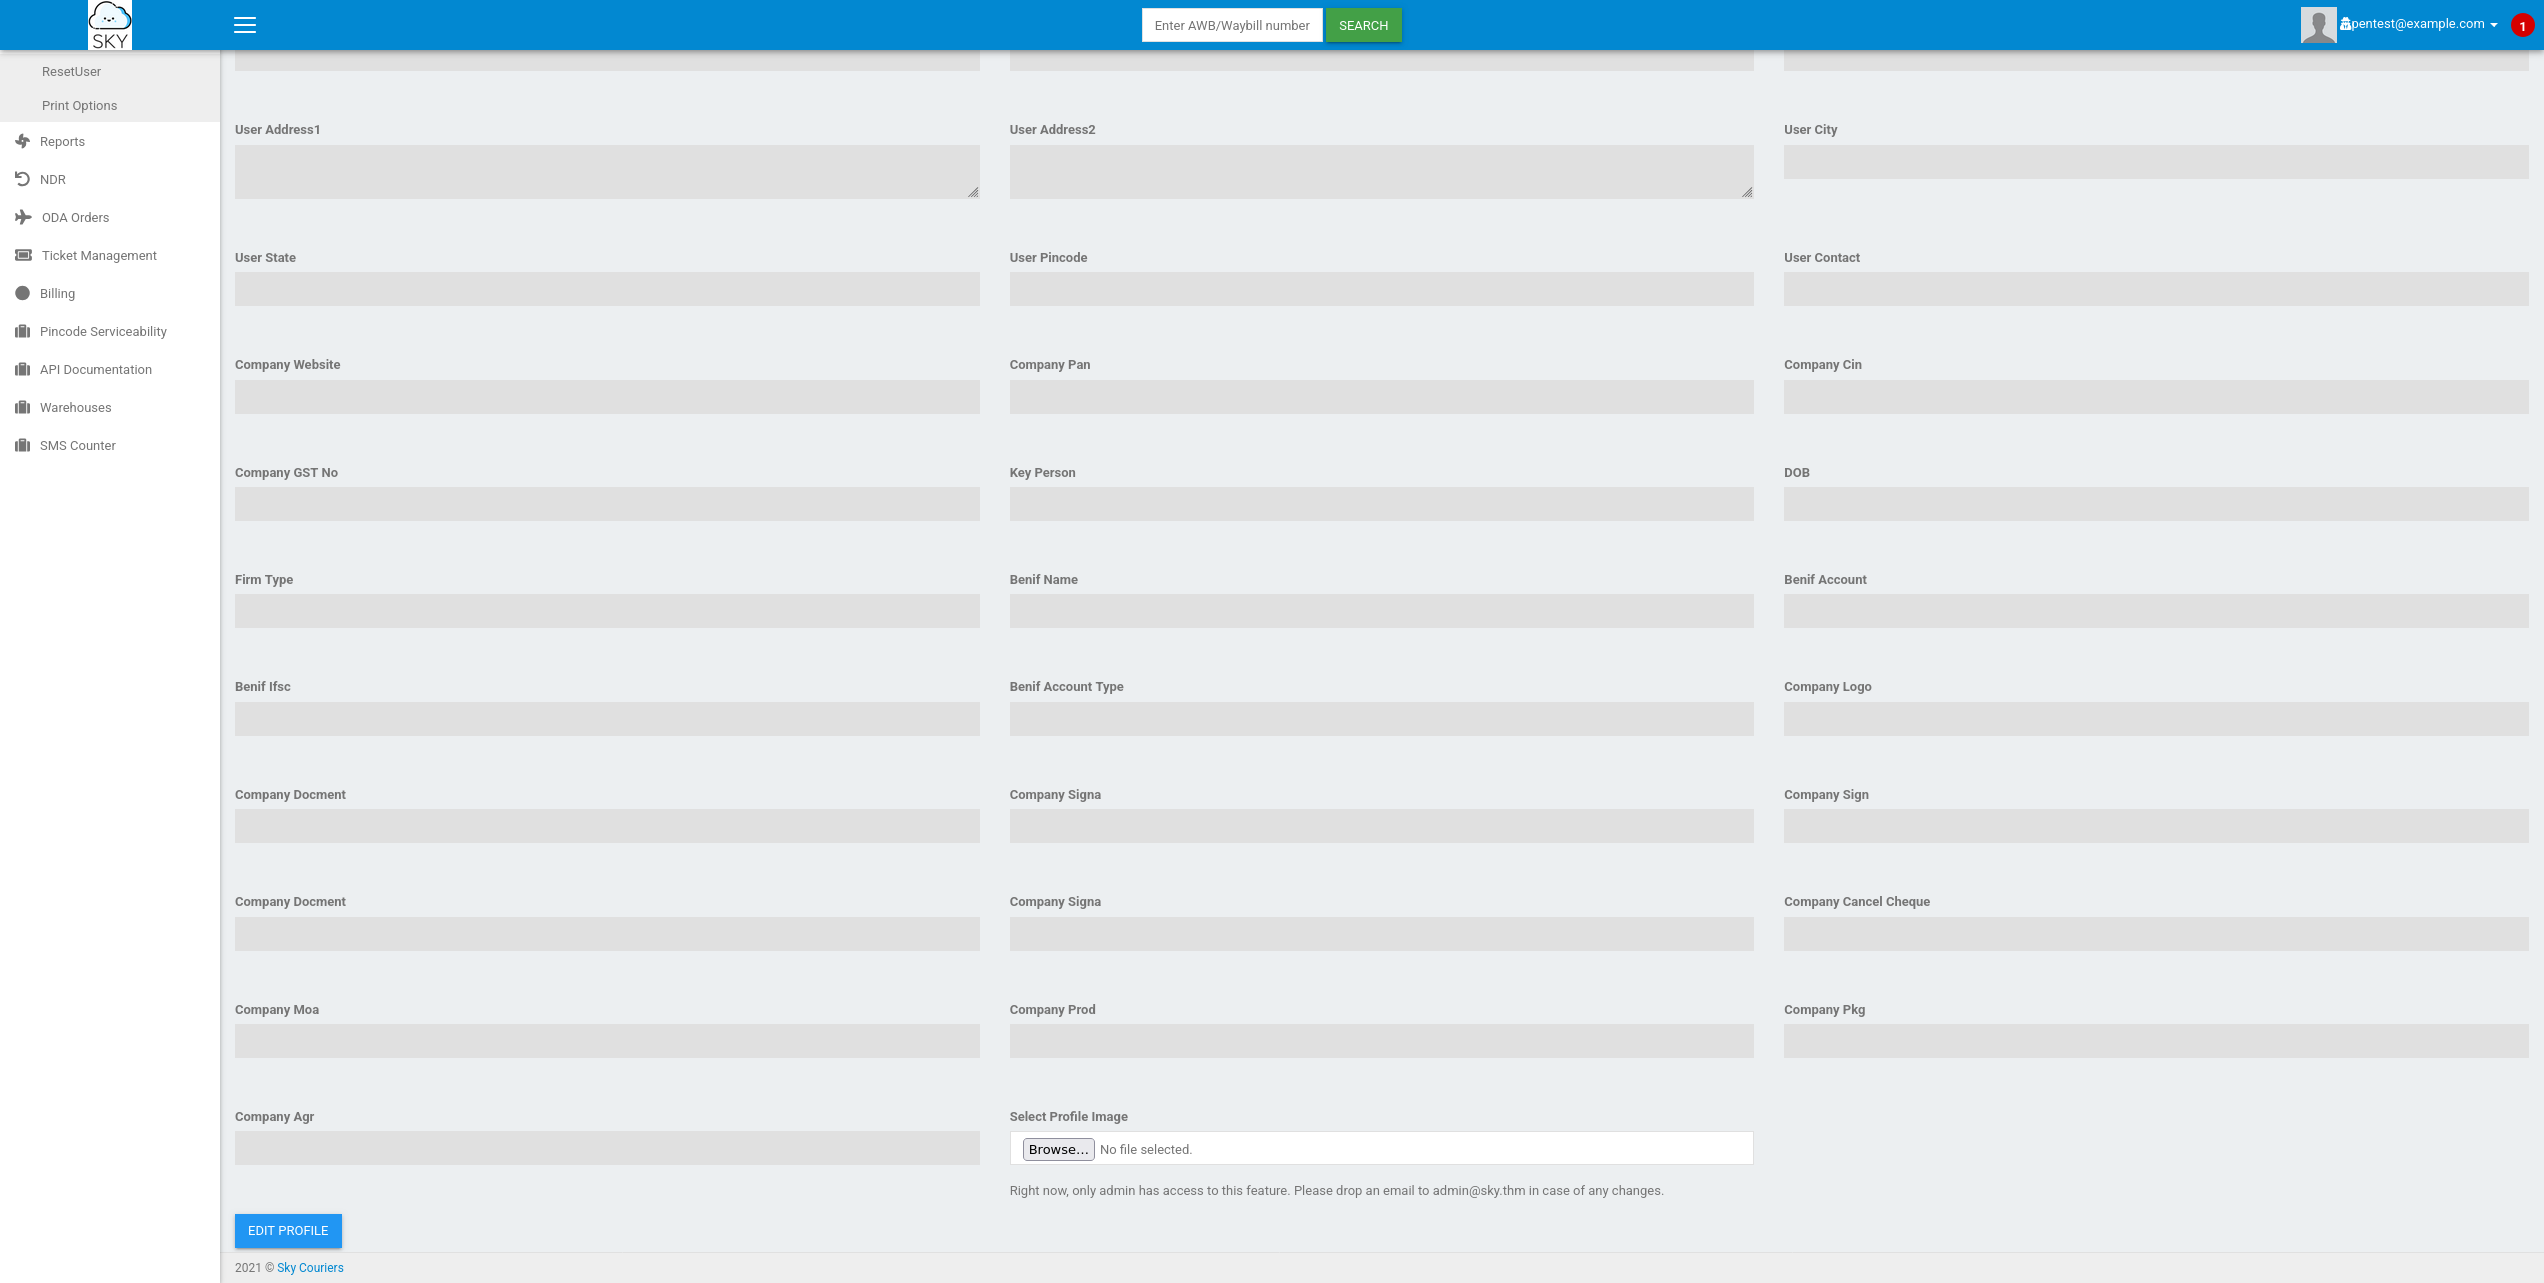 SKY
Enter AWB/Waybill number
SEARCH
pentest@example.com
1
ResetUser
Print Options
Reports
NDR
ODA Orders
Ticket Management
Billing
Pincode Serviceability
API Documentation
Warehouses
SMS Counter
User Address1
User Address2
User City
User State
User Pincode
User Contact
Company Website
Company Pan
Company Cin
Company GST No
Key Person
DOB
Firm Type
Benif Name
Benif Account
Benif Ifsc
Benif Account Type
Company Logo
Company Docment
Company Signa
Company Sign
Company Docment
Company Signa
Company Cancel Cheque
Company Moa
Company Prod
Company Pkg
Company Agr
Select Profile Image
Browse... No file selected.
Right now, only admin has access to this feature. Please drop an email to admin@sky.thm in case of any changes.
EDIT PROFILE
2021 © Sky Couriers